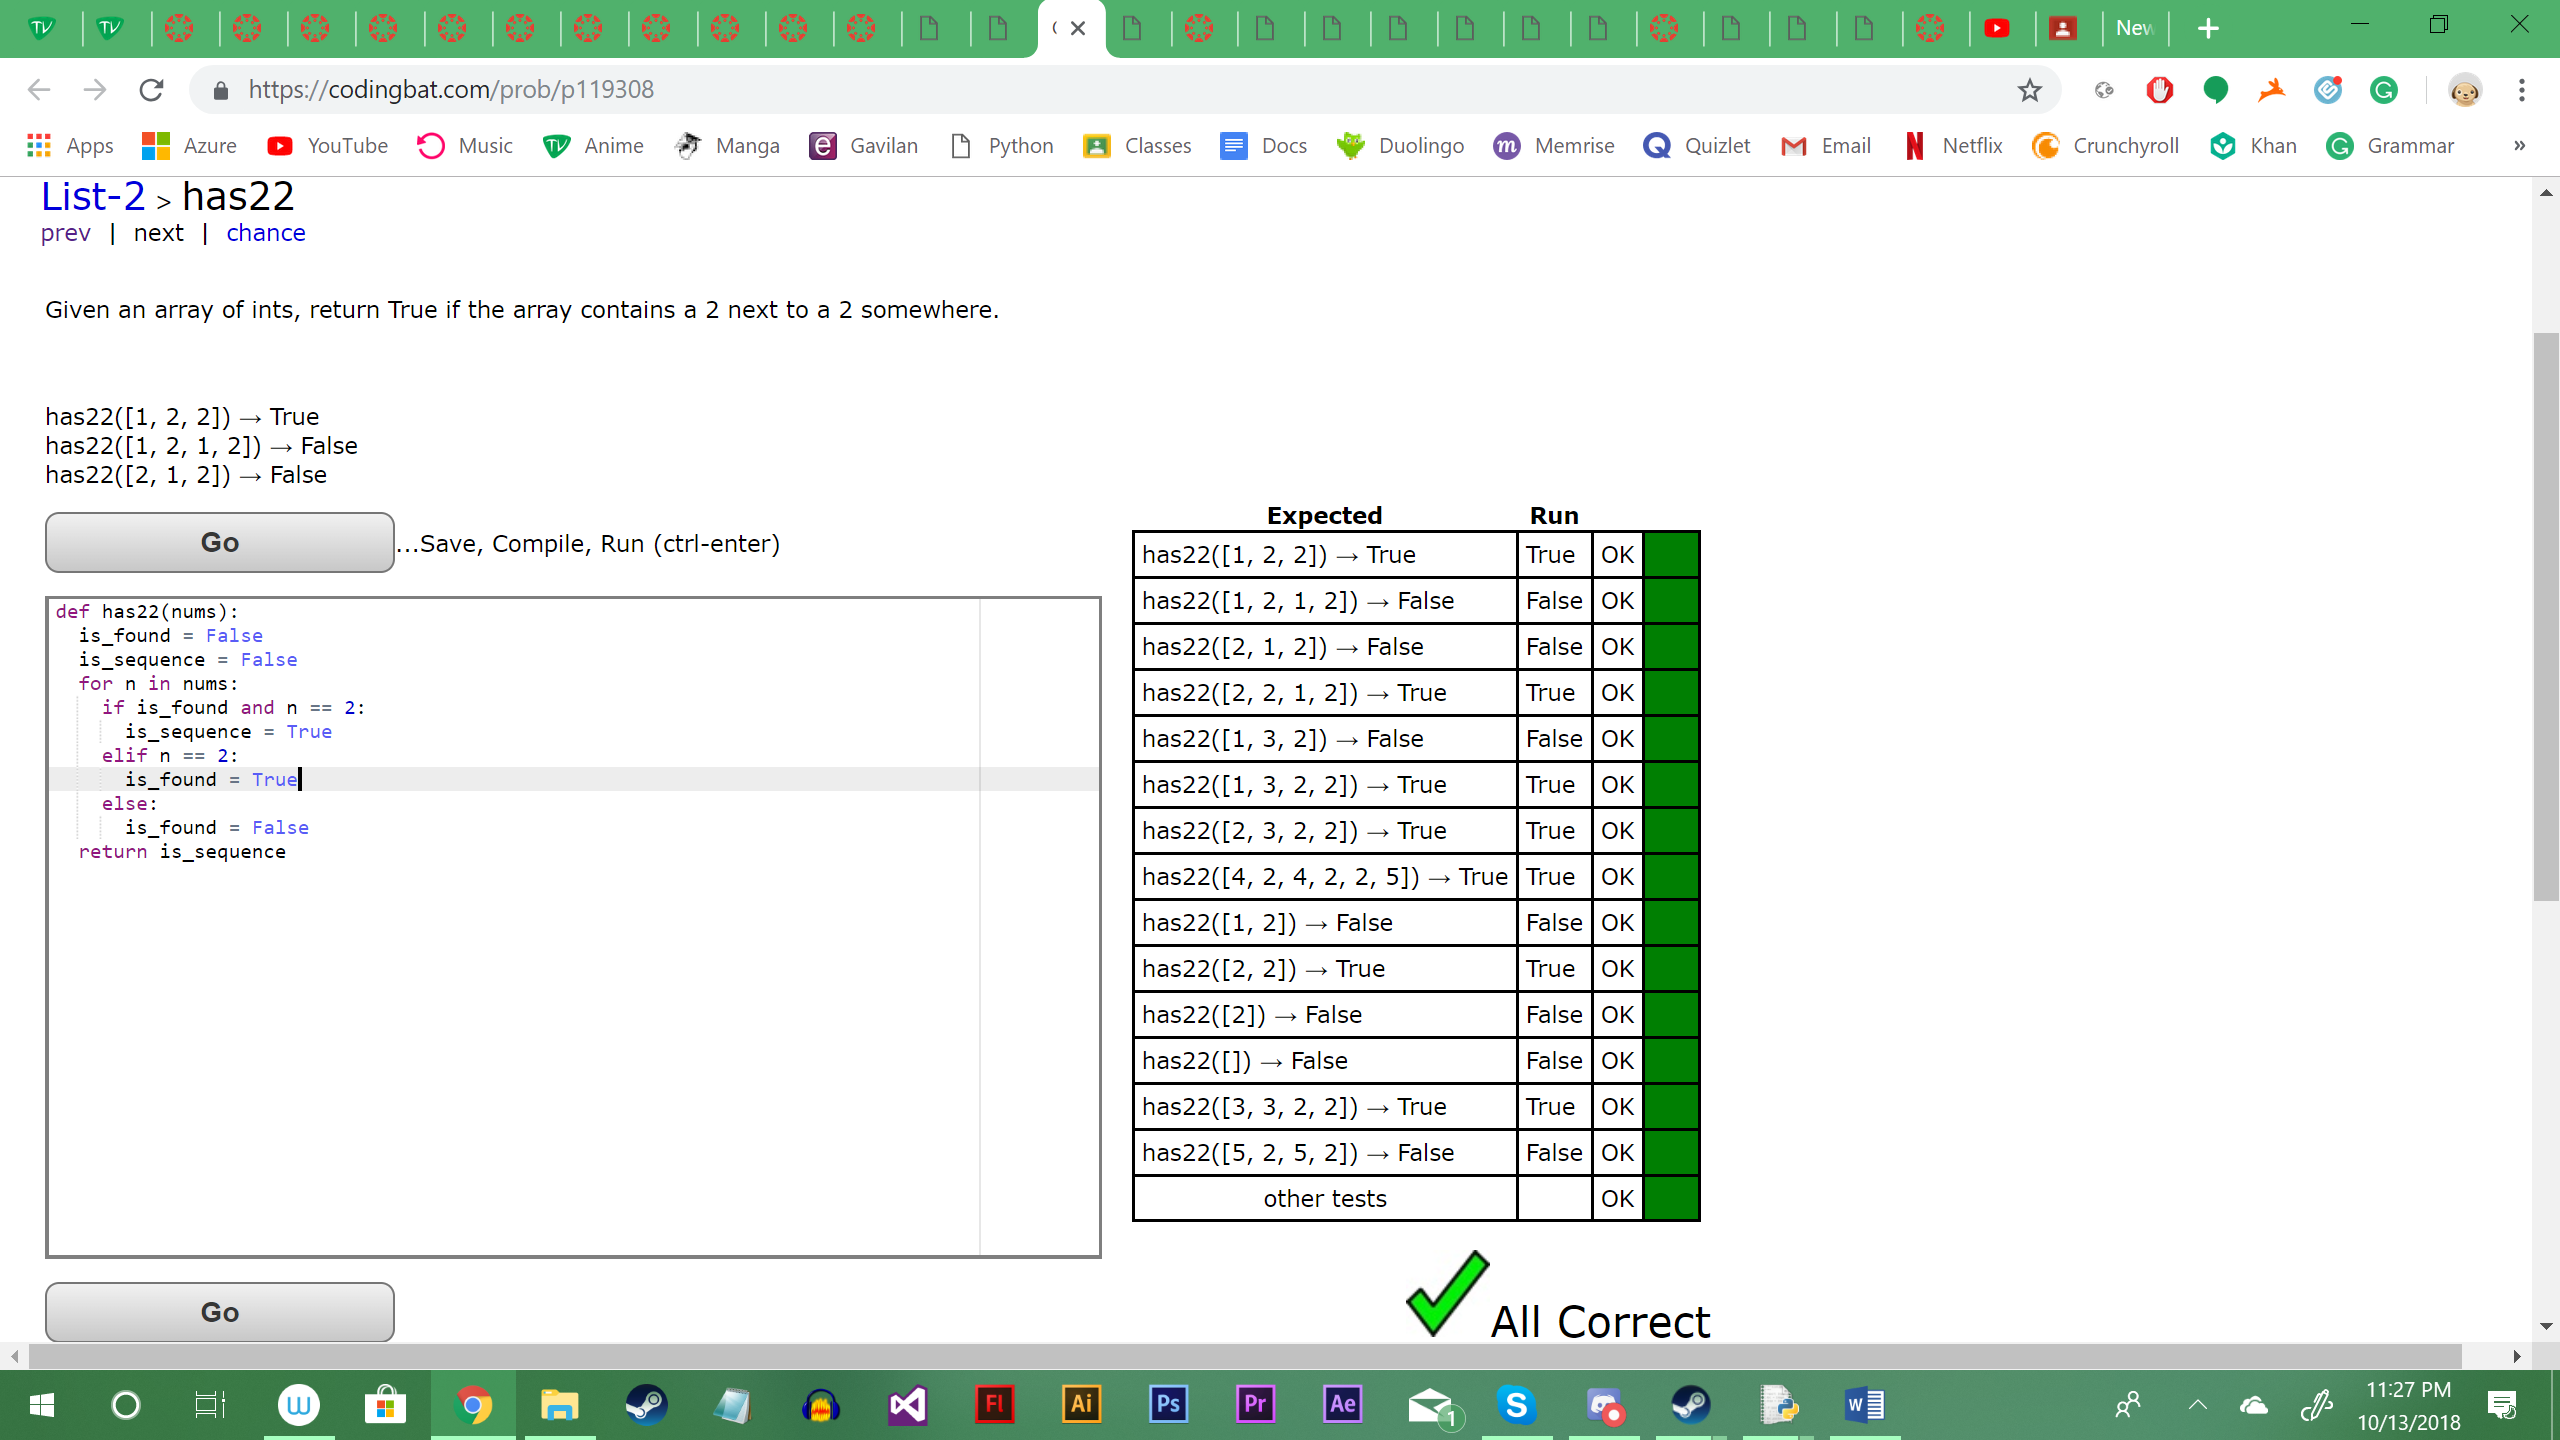 New
https://codingbat.com/prob/p119308
Apps Azure YouTube Music Anime Manga Gavilan Python Classes Docs Duolingo Memrise Quizlet Email Netflix Crunchyroll Khan Grammar »
List-2 > has22
prev | next | chance
Given an array of ints, return True if the array contains a 2 next to a 2 somewhere.
has22([1, 2, 2]) → True
has22([1, 2, 1, 2]) → False
has22([2, 1, 2]) → False
Go ...Save, Compile, Run (ctrl-enter)
def has22(nums):
  is_found = False
  is_sequence = False
  for n in nums:
    if is_found and n == 2:
      is_sequence = True
    elif n == 2:
      is_found = True
    else:
      is_found = False
  return is_sequence
Go
Expected Run
has22([1, 2, 2]) → True True OK
has22([1, 2, 1, 2]) → False False OK
has22([2, 1, 2]) → False False OK
has22([2, 2, 1, 2]) → True True OK
has22([1, 3, 2]) → False False OK
has22([1, 3, 2, 2]) → True True OK
has22([2, 3, 2, 2]) → True True OK
has22([4, 2, 4, 2, 2, 5]) → True True OK
has22([1, 2]) → False False OK
has22([2, 2]) → True True OK
has22([2]) → False False OK
has22([]) → False False OK
has22([3, 3, 2, 2]) → True True OK
has22([5, 2, 5, 2]) → False False OK
other tests OK
All Correct
Fl Ai Ps Pr Ae 1
11:27 PM
10/13/2018